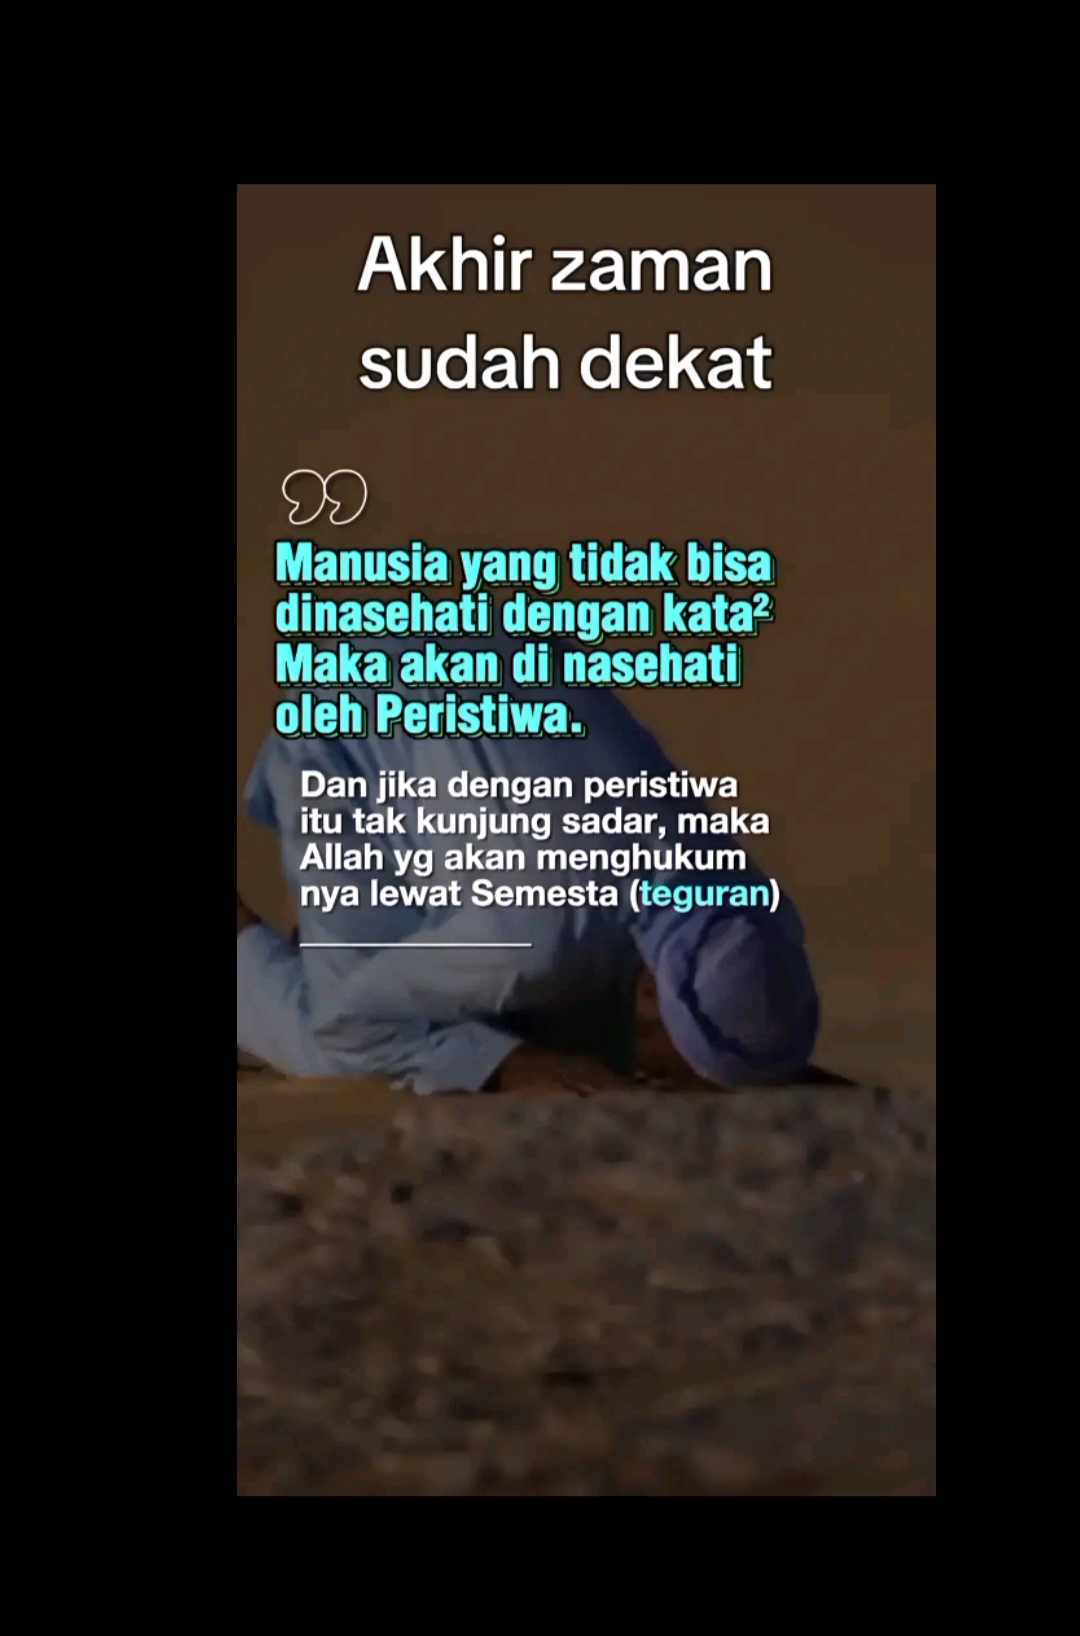 Akhir zaman
sudah dekat
”
Manusia yang tidak bisa
dinasehati dengan kata²
Maka akan di nasehati
oleh Peristiwa.
Dan jika dengan peristiwa
itu tak kunjung sadar, maka
Allah yg akan menghukum
nya lewat Semesta (teguran)